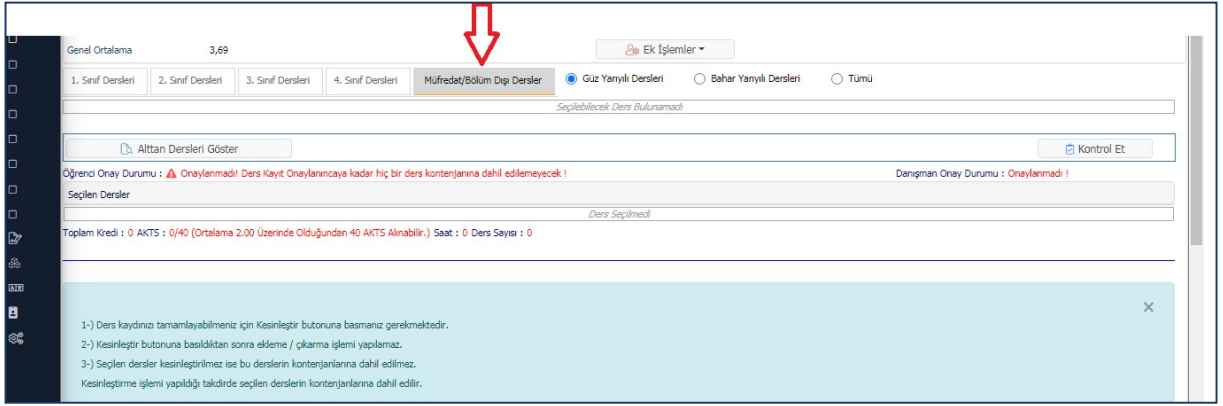 Genel Ortalama 3,69 Ek İşlemler
1. Sınıf Dersleri 2. Sınıf Dersleri 3. Sınıf Dersleri 4. Sınıf Dersleri Müfredat/Bölüm Dışı Dersler Güz Yarıyılı Dersleri Bahar Yarıyılı Dersleri Tümü
Seçilebilecek Ders Bulunamadı
Alttan Dersleri Göster Kontrol Et
Öğrenci Onay Durumu : Onaylanmadı! Ders Kayıt Onaylanıncaya kadar hiç bir ders kontenjanına dahil edilemeyecek ! Danışman Onay Durumu : Onaylanmadı !
Seçilen Dersler
Ders Seçilmedi
Toplam Kredi : 0 AKTS : 0/40 (Ortalama 2.00 Üzerinde Olduğundan 40 AKTS Alınabilir.) Saat : 0 Ders Sayısı : 0
1-) Ders kaydınızı tamamlayabilmeniz için Kesinleştir butonuna basmanız gerekmektedir.
2-) Kesinleştir butonuna basıldıktan sonra ekleme / çıkarma işlemi yapılamaz.
3-) Seçilen dersler kesinleştirilmez ise bu derslerin kontenjanlarına dahil edilmez.
Kesinleştirme işlemi yapıldığı takdirde seçilen derslerin kontenjanlarına dahil edilir.